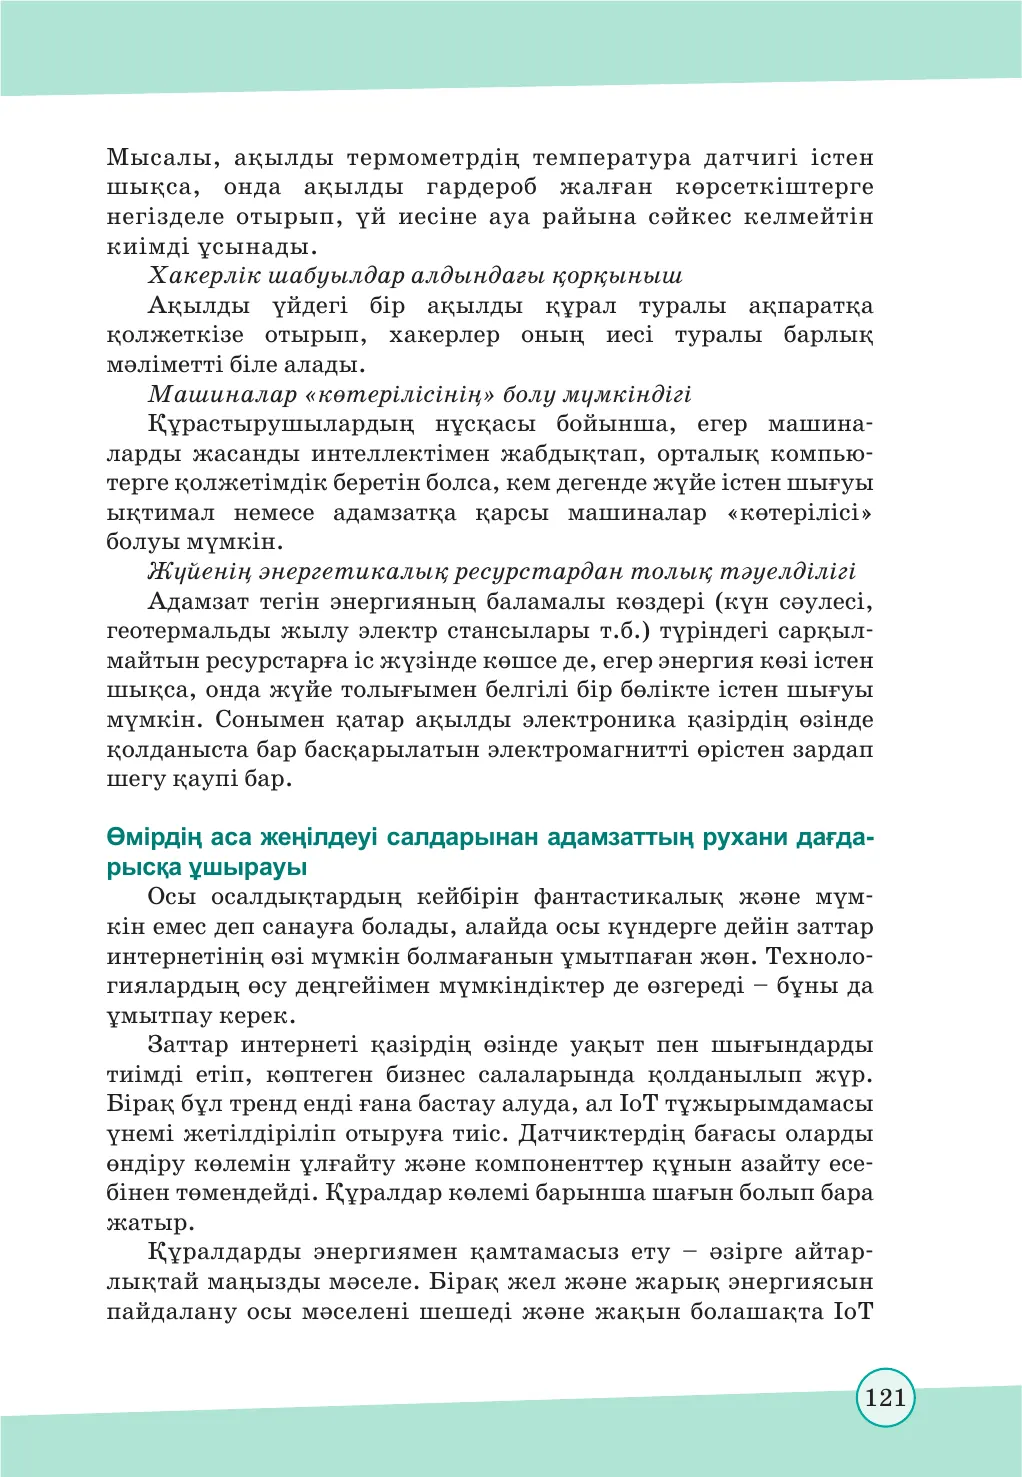 Мысалы, ақылды термометрдің температура датчигі істен
шықса, онда ақылды гардероб жалған көрсеткіштерге
негізделе отырып, үй иесіне ауа райына сәйкес келмейтін
киімді ұсынады.
Хакерлік шабуылдар алдындағы қорқыныш
Ақылды үйдегі бір ақылды құрал туралы ақпаратқа
қолжеткізе отырып, хакерлер оның иесі туралы барлық
мәліметті біле алады.
Машиналар «көтерілісінің» болу мүмкіндігі
Құрастырушылардың нұсқасы бойынша, егер машина-
ларды жасанды интеллектімен жабдықтап, орталық компью-
терге қолжетімдік беретін болса, кем дегенде жүйе істен шығуы
ықтимал немесе адамзатқа қарсы машиналар «көтерілісі»
болуы мүмкін.
Жүйенің энергетикалық ресурстардан толық тәуелділігі
Адамзат тегін энергияның баламалы көздері (күн сәулесі,
геотермальды жылу электр стансылары т.б.) түріндегі сарқыл-
майтын ресурстарға іс жүзінде көшсе де, егер энергия көзі істен
шықса, онда жүйе толығымен белгілі бір бөлікте істен шығуы
мүмкін. Сонымен қатар ақылды электроника қазірдің өзінде
қолданыста бар басқарылатын электромагнитті өрістен зардап
шегу қаупі бар.
Өмірдің аса жеңілдеуі салдарынан адамзаттың рухани дағда-
рысқа ұшырауы
Осы осалдықтардың кейбірін фантастикалық және мүм-
кін емес деп санауға болады, алайда осы күндерге дейін заттар
интернетінің өзі мүмкін болмағанын ұмытпаған жөн. Техноло-
гиялардың өсу деңгейімен мүмкіндіктер де өзгереді – бұны да
ұмытпау керек.
Заттар интернеті қазірдің өзінде уақыт пен шығындарды
тиімді етіп, көптеген бизнес салаларында қолданылып жүр.
Бірақ бұл тренд енді ғана бастау алуда, ал IoT тұжырымдамасы
үнемі жетілдіріліп отыруға тиіс. Датчиктердің бағасы оларды
өндіру көлемін ұлғайту және компоненттер құнын азайту есе-
бінен төмендейді. Құралдар көлемі барынша шағын болып бара
жатыр.
Құралдарды энергиямен қамтамасыз ету – әзірге айтар-
лықтай маңызды мәселе. Бірақ жел және жарық энергиясын
пайдалану осы мәселені шешеді және жақын болашақта IoT
121